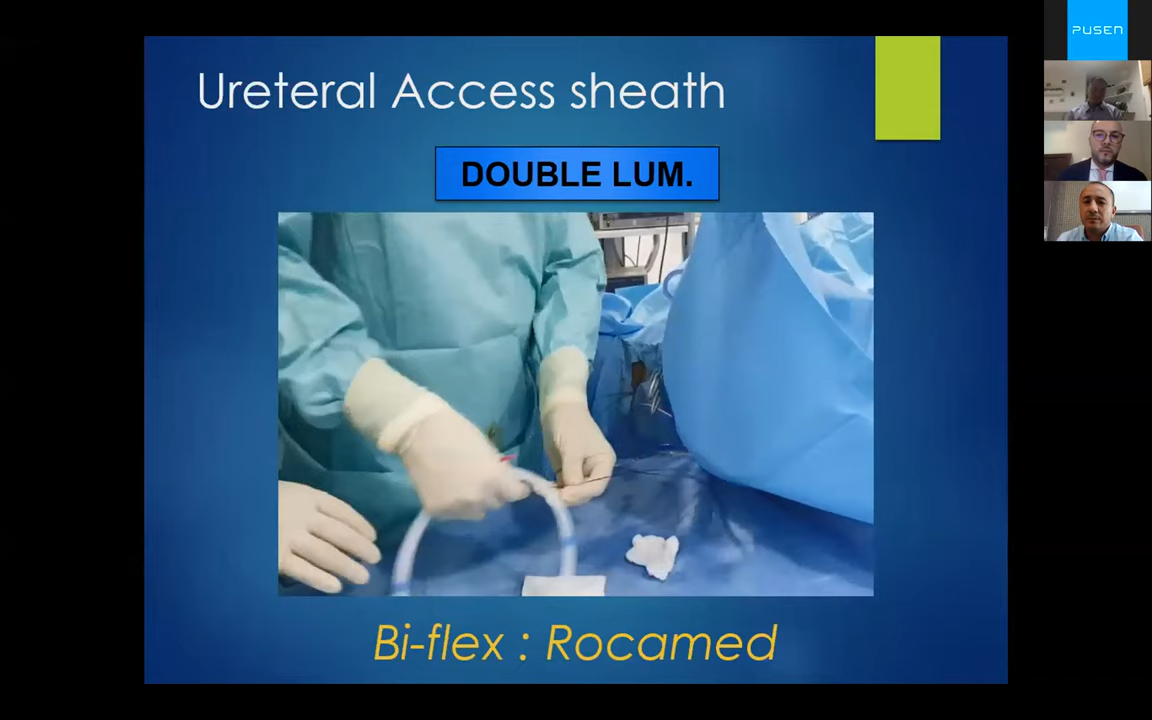 Ureteral Access sheath
DOUBLE LUM.
Bi-flex : Rocamed
PUSEN